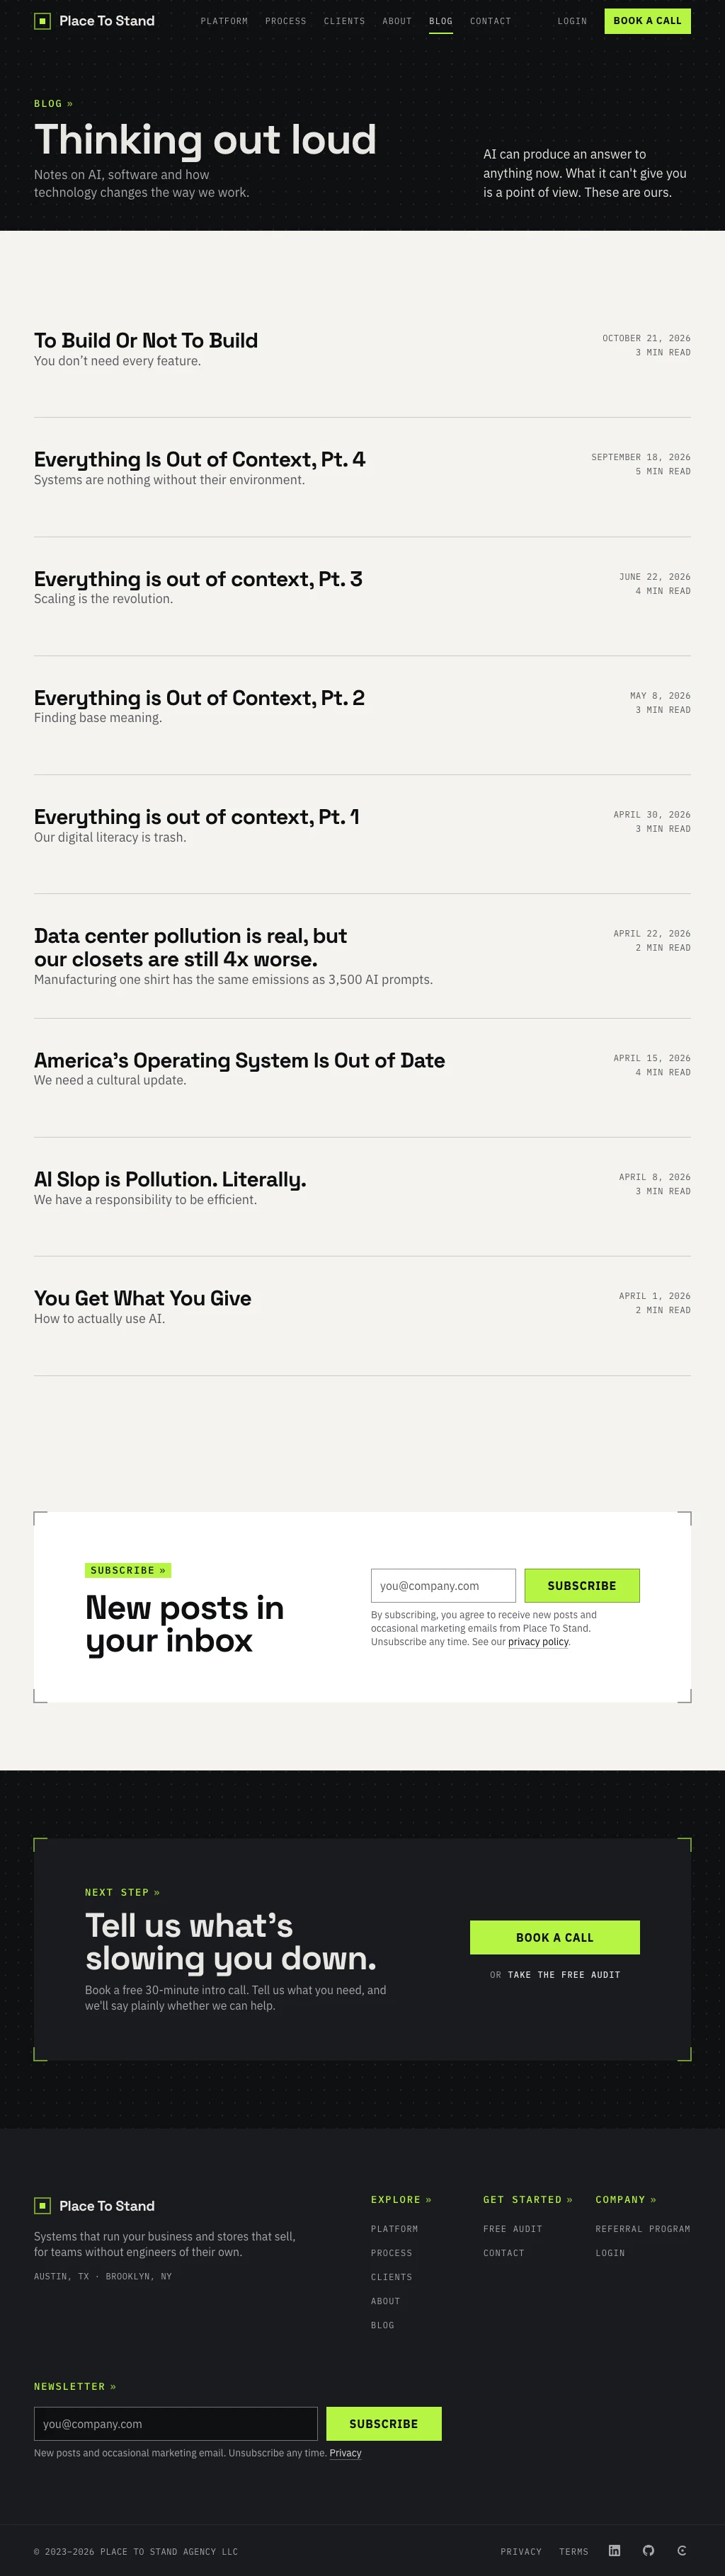 Place To Stand
PLATFORM PROCESS CLIENTS ABOUT BLOG CONTACT LOGIN BOOK A CALL
BLOG »
Thinking out loud
Notes on AI, software and how
technology changes the way we work.
AI can produce an answer to
anything now. What it can't give you
is a point of view. These are ours.
To Build Or Not To Build
You don’t need every feature.
OCTOBER 21, 2026
3 MIN READ
Everything Is Out of Context, Pt. 4
Systems are nothing without their environment.
SEPTEMBER 18, 2026
5 MIN READ
Everything is out of context, Pt. 3
Scaling is the revolution.
JUNE 22, 2026
4 MIN READ
Everything is Out of Context, Pt. 2
Finding base meaning.
MAY 8, 2026
3 MIN READ
Everything is out of context, Pt. 1
Our digital literacy is trash.
APRIL 30, 2026
3 MIN READ
Data center pollution is real, but
our closets are still 4x worse.
Manufacturing one shirt has the same emissions as 3,500 AI prompts.
APRIL 22, 2026
2 MIN READ
America’s Operating System Is Out of Date
We need a cultural update.
APRIL 15, 2026
4 MIN READ
AI Slop is Pollution. Literally.
We have a responsibility to be efficient.
APRIL 8, 2026
3 MIN READ
You Get What You Give
How to actually use AI.
APRIL 1, 2026
2 MIN READ
SUBSCRIBE »
New posts in
your inbox
you@company.com
SUBSCRIBE
By subscribing, you agree to receive new posts and
occasional marketing emails from Place To Stand.
Unsubscribe any time. See our privacy policy.
NEXT STEP »
Tell us what’s
slowing you down.
Book a free 30-minute intro call. Tell us what you need, and
we'll say plainly whether we can help.
BOOK A CALL
OR TAKE THE FREE AUDIT
Place To Stand
Systems that run your business and stores that sell,
for teams without engineers of their own.
AUSTIN, TX · BROOKLYN, NY
EXPLORE »
PLATFORM
PROCESS
CLIENTS
ABOUT
BLOG
GET STARTED »
FREE AUDIT
CONTACT
COMPANY »
REFERRAL PROGRAM
LOGIN
NEWSLETTER »
you@company.com
SUBSCRIBE
New posts and occasional marketing email. Unsubscribe any time. Privacy
© 2023–2026 PLACE TO STAND AGENCY LLC
PRIVACY TERMS